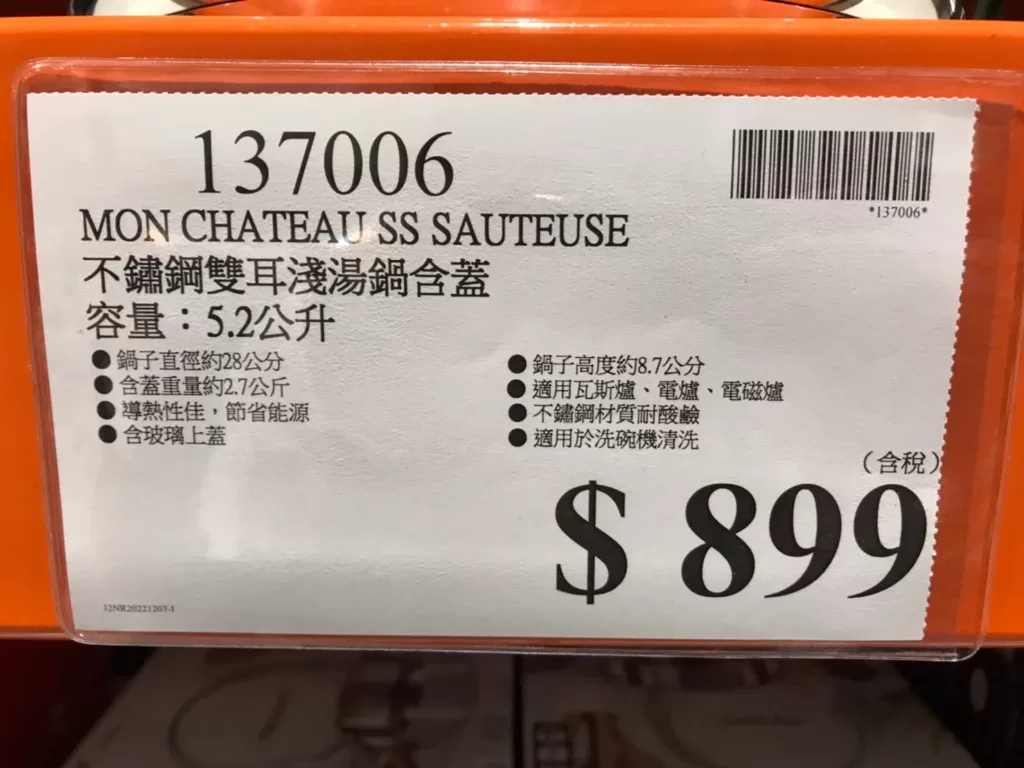 137006
*137006*
MON CHATEAU SS SAUTEUSE
不鏽鋼雙耳淺湯鍋含蓋
容量：5.2公升
●鍋子直徑約28公分
●含蓋重量約2.7公斤
●導熱性佳，節省能源
●含玻璃上蓋
●鍋子高度約8.7公分
●適用瓦斯爐、電爐、電磁爐
●不鏽鋼材質耐酸鹼
●適用於洗碗機清洗
（含稅）
$ 899
32NR20221207-1